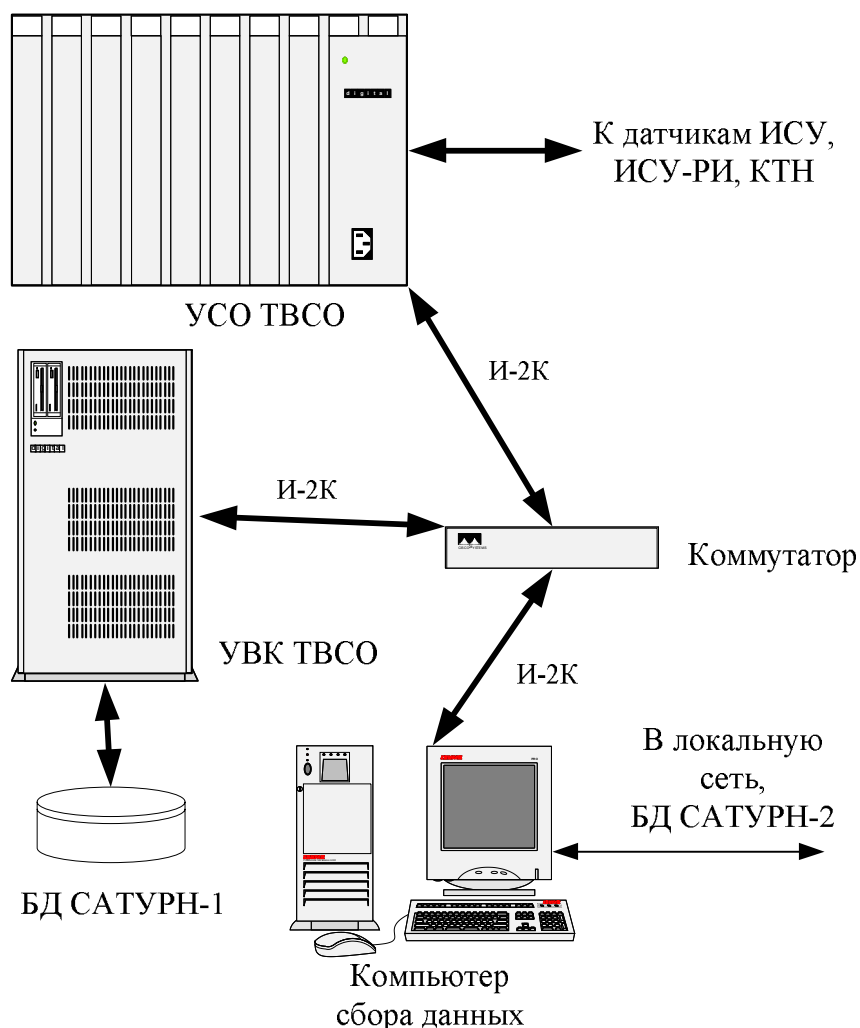 digital
К датчикам ИСУ,
ИСУ-РИ, КТН
УСО ТВСО
И-2К
И-2К
Коммутатор
УВК ТВСО
И-2К
В локальную
сеть,
БД САТУРН-2
БД САТУРН-1
Компьютер
сбора данных